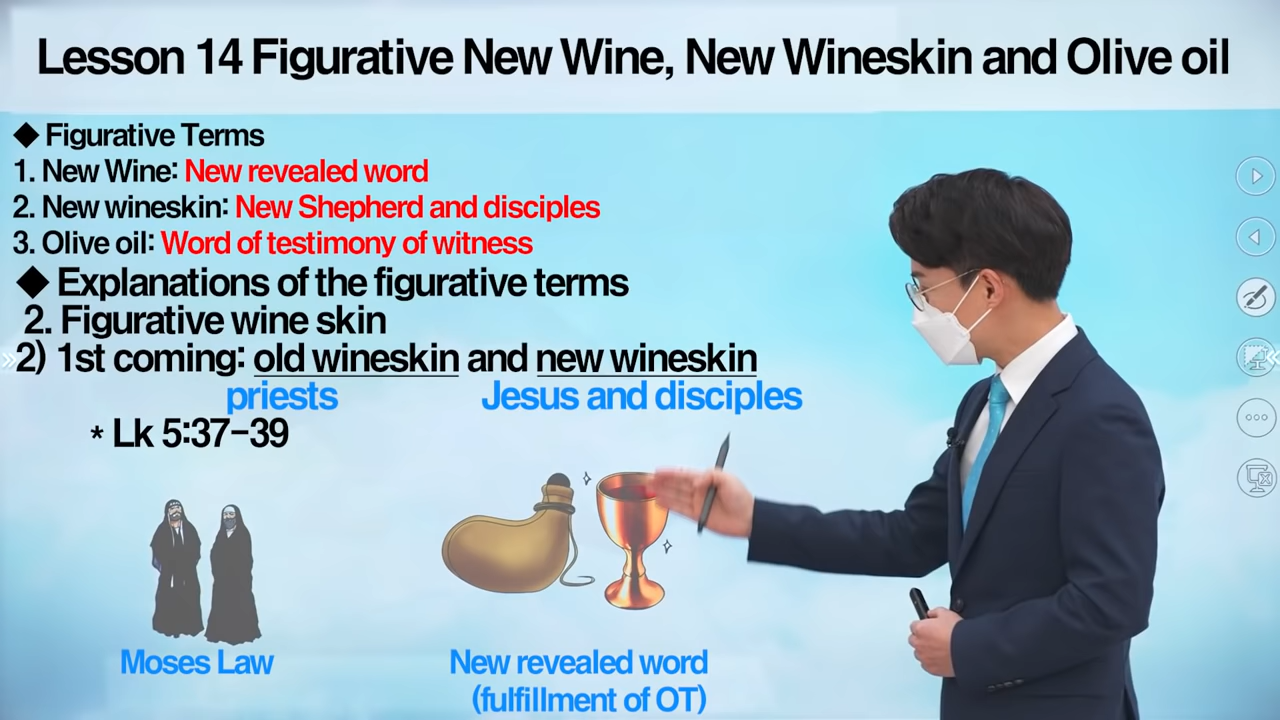 Lesson 14 Figurative New Wine, New Wineskin and Olive oil
◆ Figurative Terms
1. New Wine: New revealed word
2. New wineskin: New Shepherd and disciples
3. Olive oil: Word of testimony of witness
◆ Explanations of the figurative terms
2. Figurative wine skin
2) 1st coming: old wineskin and new wineskin
priests Jesus and disciples
* Lk 5:37-39
Moses Law
New revealed word
(fulfillment of OT)